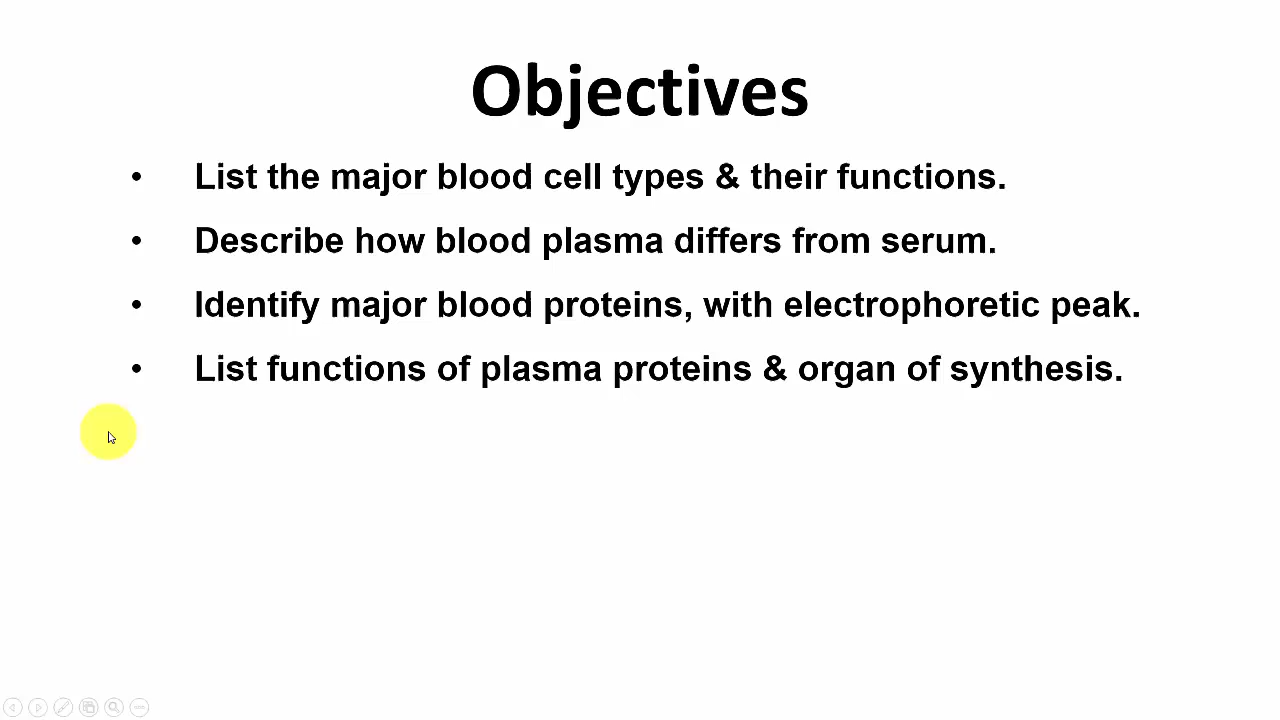 Objectives
• List the major blood cell types & their functions.
• Describe how blood plasma differs from serum.
• Identify major blood proteins, with electrophoretic peak.
• List functions of plasma proteins & organ of synthesis.